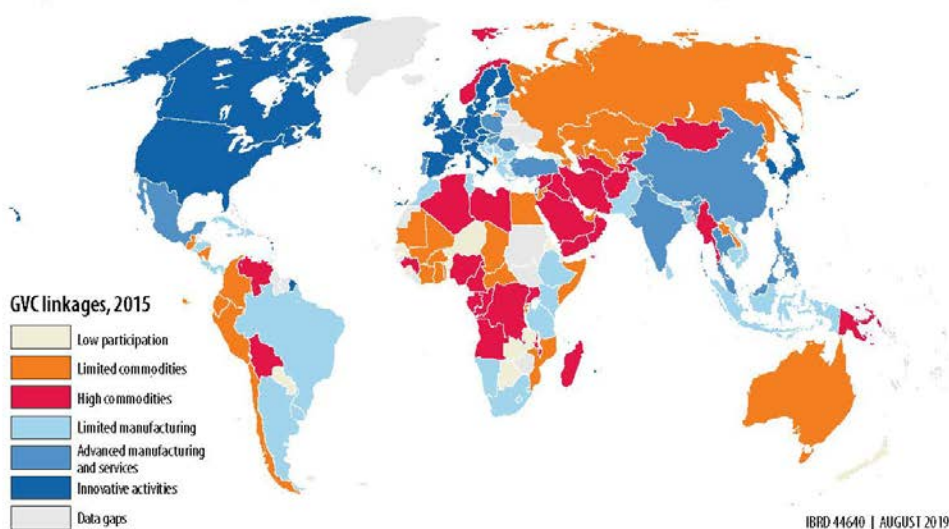 GVC linkages, 2015
Low participation
Limited commodities
High commodities
Limited manufacturing
Advanced manufacturing
and services
Innovative activities
Data gaps
IBRD 44640 | AUGUST 2019